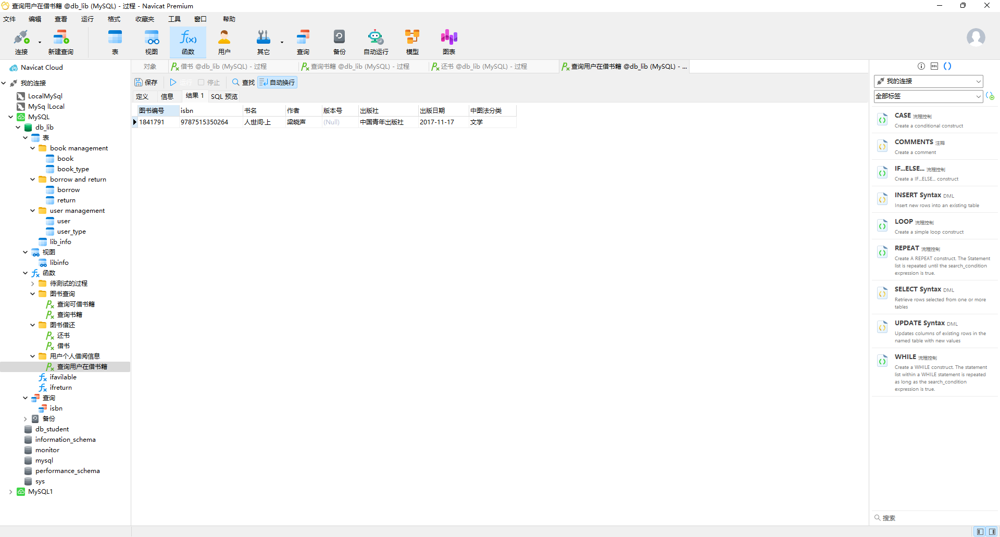 查询用户在借书籍 @db_lib (MySQL) - 过程 - Navicat Premium
文件 编辑 查看 运行 格式 收藏夹 工具 窗口 帮助
连接 新建查询 表 视图 函数 用户 其它 查询 备份 自动运行 模型 图表
Navicat Cloud
我的连接
LocalMySql
MySq lLocal
MySQL
db_lib
表
book management
book
book_type
borrow and return
borrow
return
user management
user
user_type
lib_info
视图
libinfo
函数
待测试的过程
图书查询
查询可借书籍
查询书籍
图书借还
还书
借书
用户个人借阅信息
查询用户在借书籍
ifavilable
ifreturn
查询
isbn
备份
db_student
information_schema
monitor
mysql
performance_schema
sys
MySQL1
对象 借书 @db_lib (MySQL) - 过程 查询书籍 @db_lib (MySQL) - 过程 还书 @db_lib (MySQL) - 过程 查询用户在借书籍 @db_lib (MySQL) - ...
保存 运行 停止 查找 自动换行
定义 信息 结果 1 SQL 预览
图书编号 isbn 书名 作者 版本号 出版社 出版日期 中图法分类
1841791 9787515350264 人世间·上 梁晓声 (Null) 中国青年出版社 2017-11-17 文学
DDL
我的连接
全部标签
CASE 流程控制
Create a conditional construct
COMMENTS 注释
Create a comment
IF...ELSE... 流程控制
Create a IF...ELSE... construct
INSERT Syntax DML
Insert new rows into an existing table
LOOP 流程控制
Create a simple loop construct
REPEAT 流程控制
Create A REPEAT construct. The Statement
list is repeated until the search_condition
expression is true.
SELECT Syntax DML
Retrieve rows selected from one or more
tables
UPDATE Syntax DML
Updates columns of existing rows in the
named table with new values
WHILE 流程控制
Create a WHILE construct. The statement
list within a WHILE statement is repeated
as long as the search_condition
expression is true.
搜索